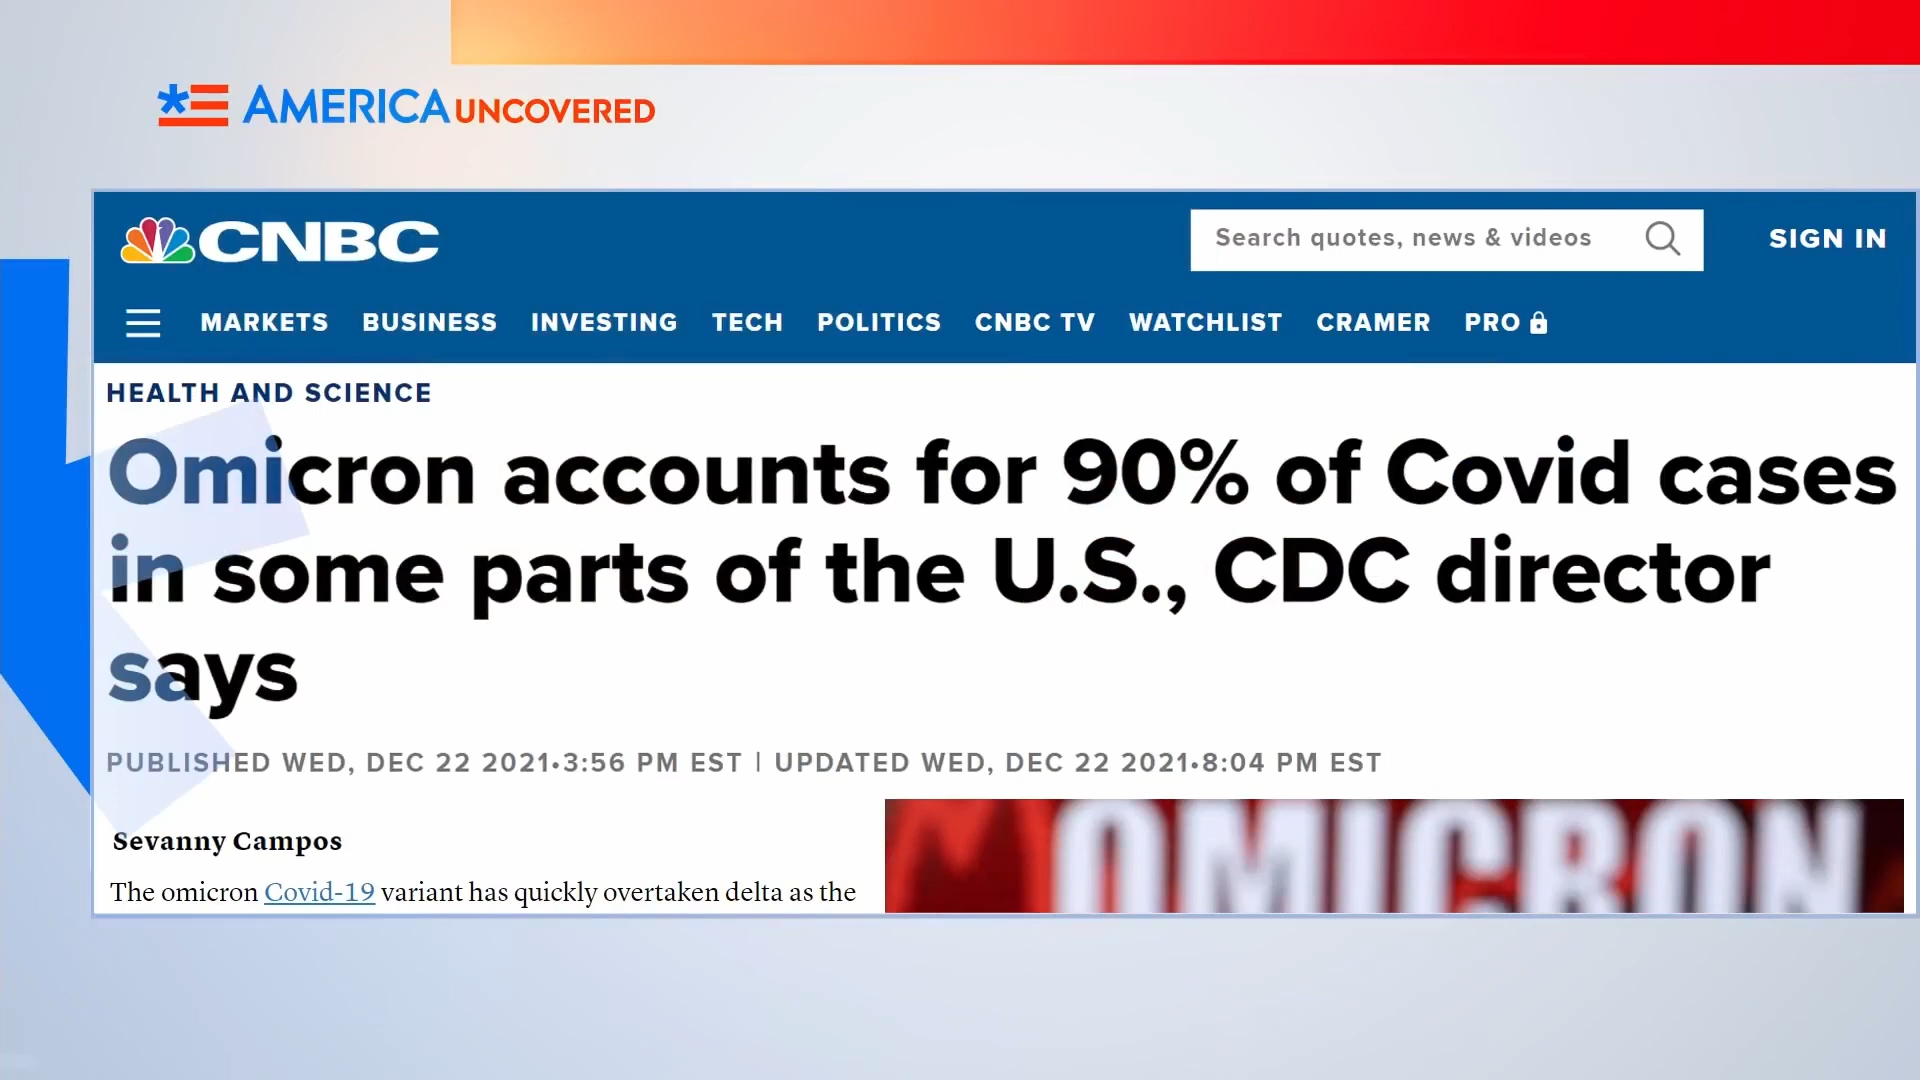 AMERICA UNCOVERED
CNBC
Search quotes, news & videos
SIGN IN
MARKETS BUSINESS INVESTING TECH POLITICS CNBC TV WATCHLIST CRAMER PRO
HEALTH AND SCIENCE
Omicron accounts for 90% of Covid cases
in some parts of the U.S., CDC director
says
PUBLISHED WED, DEC 22 2021•3:56 PM EST | UPDATED WED, DEC 22 2021•8:04 PM EST
Sevanny Campos
The omicron Covid-19 variant has quickly overtaken delta as the
OMICRON